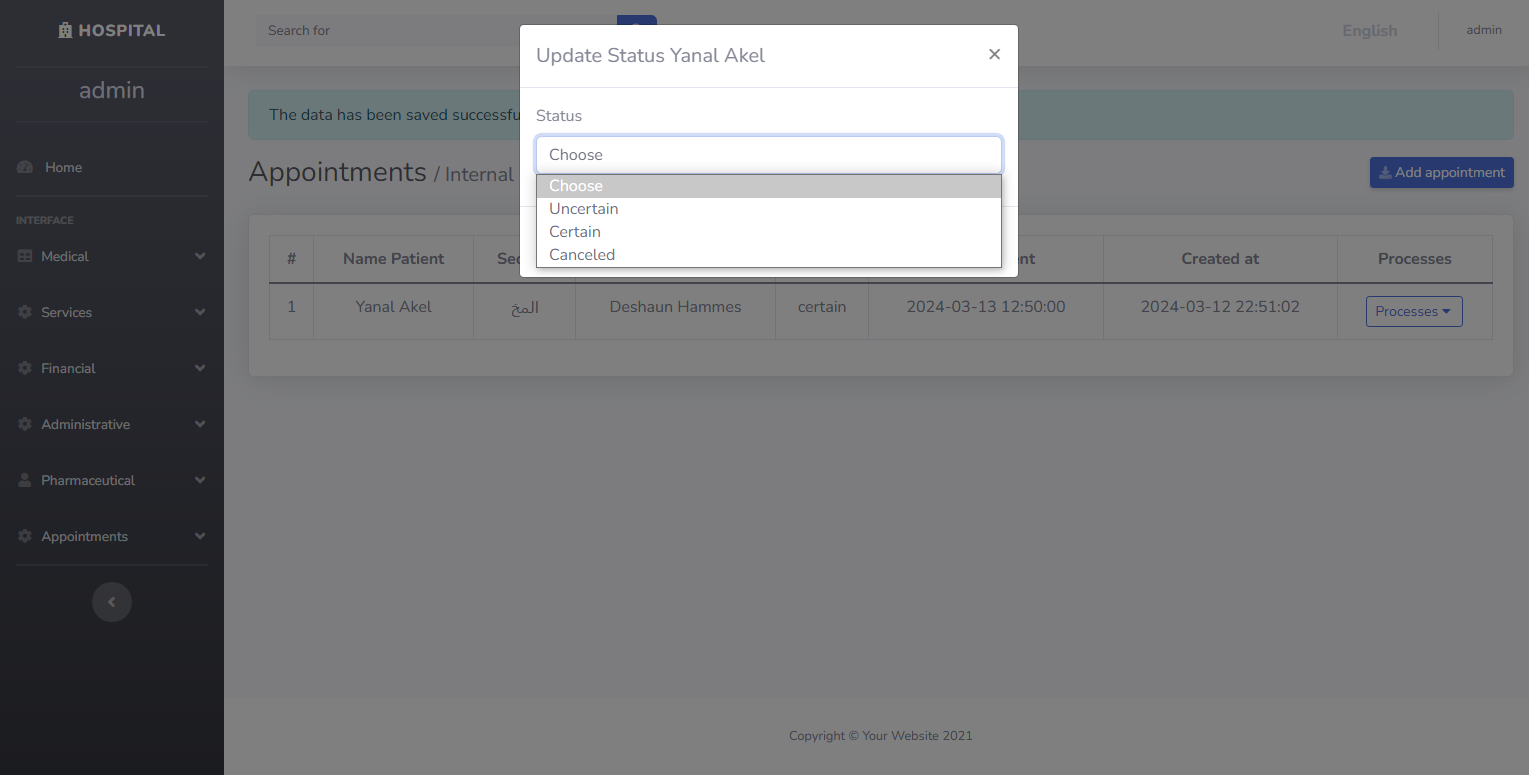 HOSPITAL
admin
Home
INTERFACE
Medical
Services
Financial
Administrative
Pharmaceutical
Appointments
Search for
English
admin
Update Status Yanal Akel
×
Status
Choose
Choose
Uncertain
Certain
Canceled
The data has been saved
Appointments / Internal
Add appointment
# Name Patient Created at Processes
1 Yanal Akel المخ Deshaun Hammes certain 2024-03-13 12:50:00 2024-03-12 22:51:02 Processes
Copyright © Your Website 2021